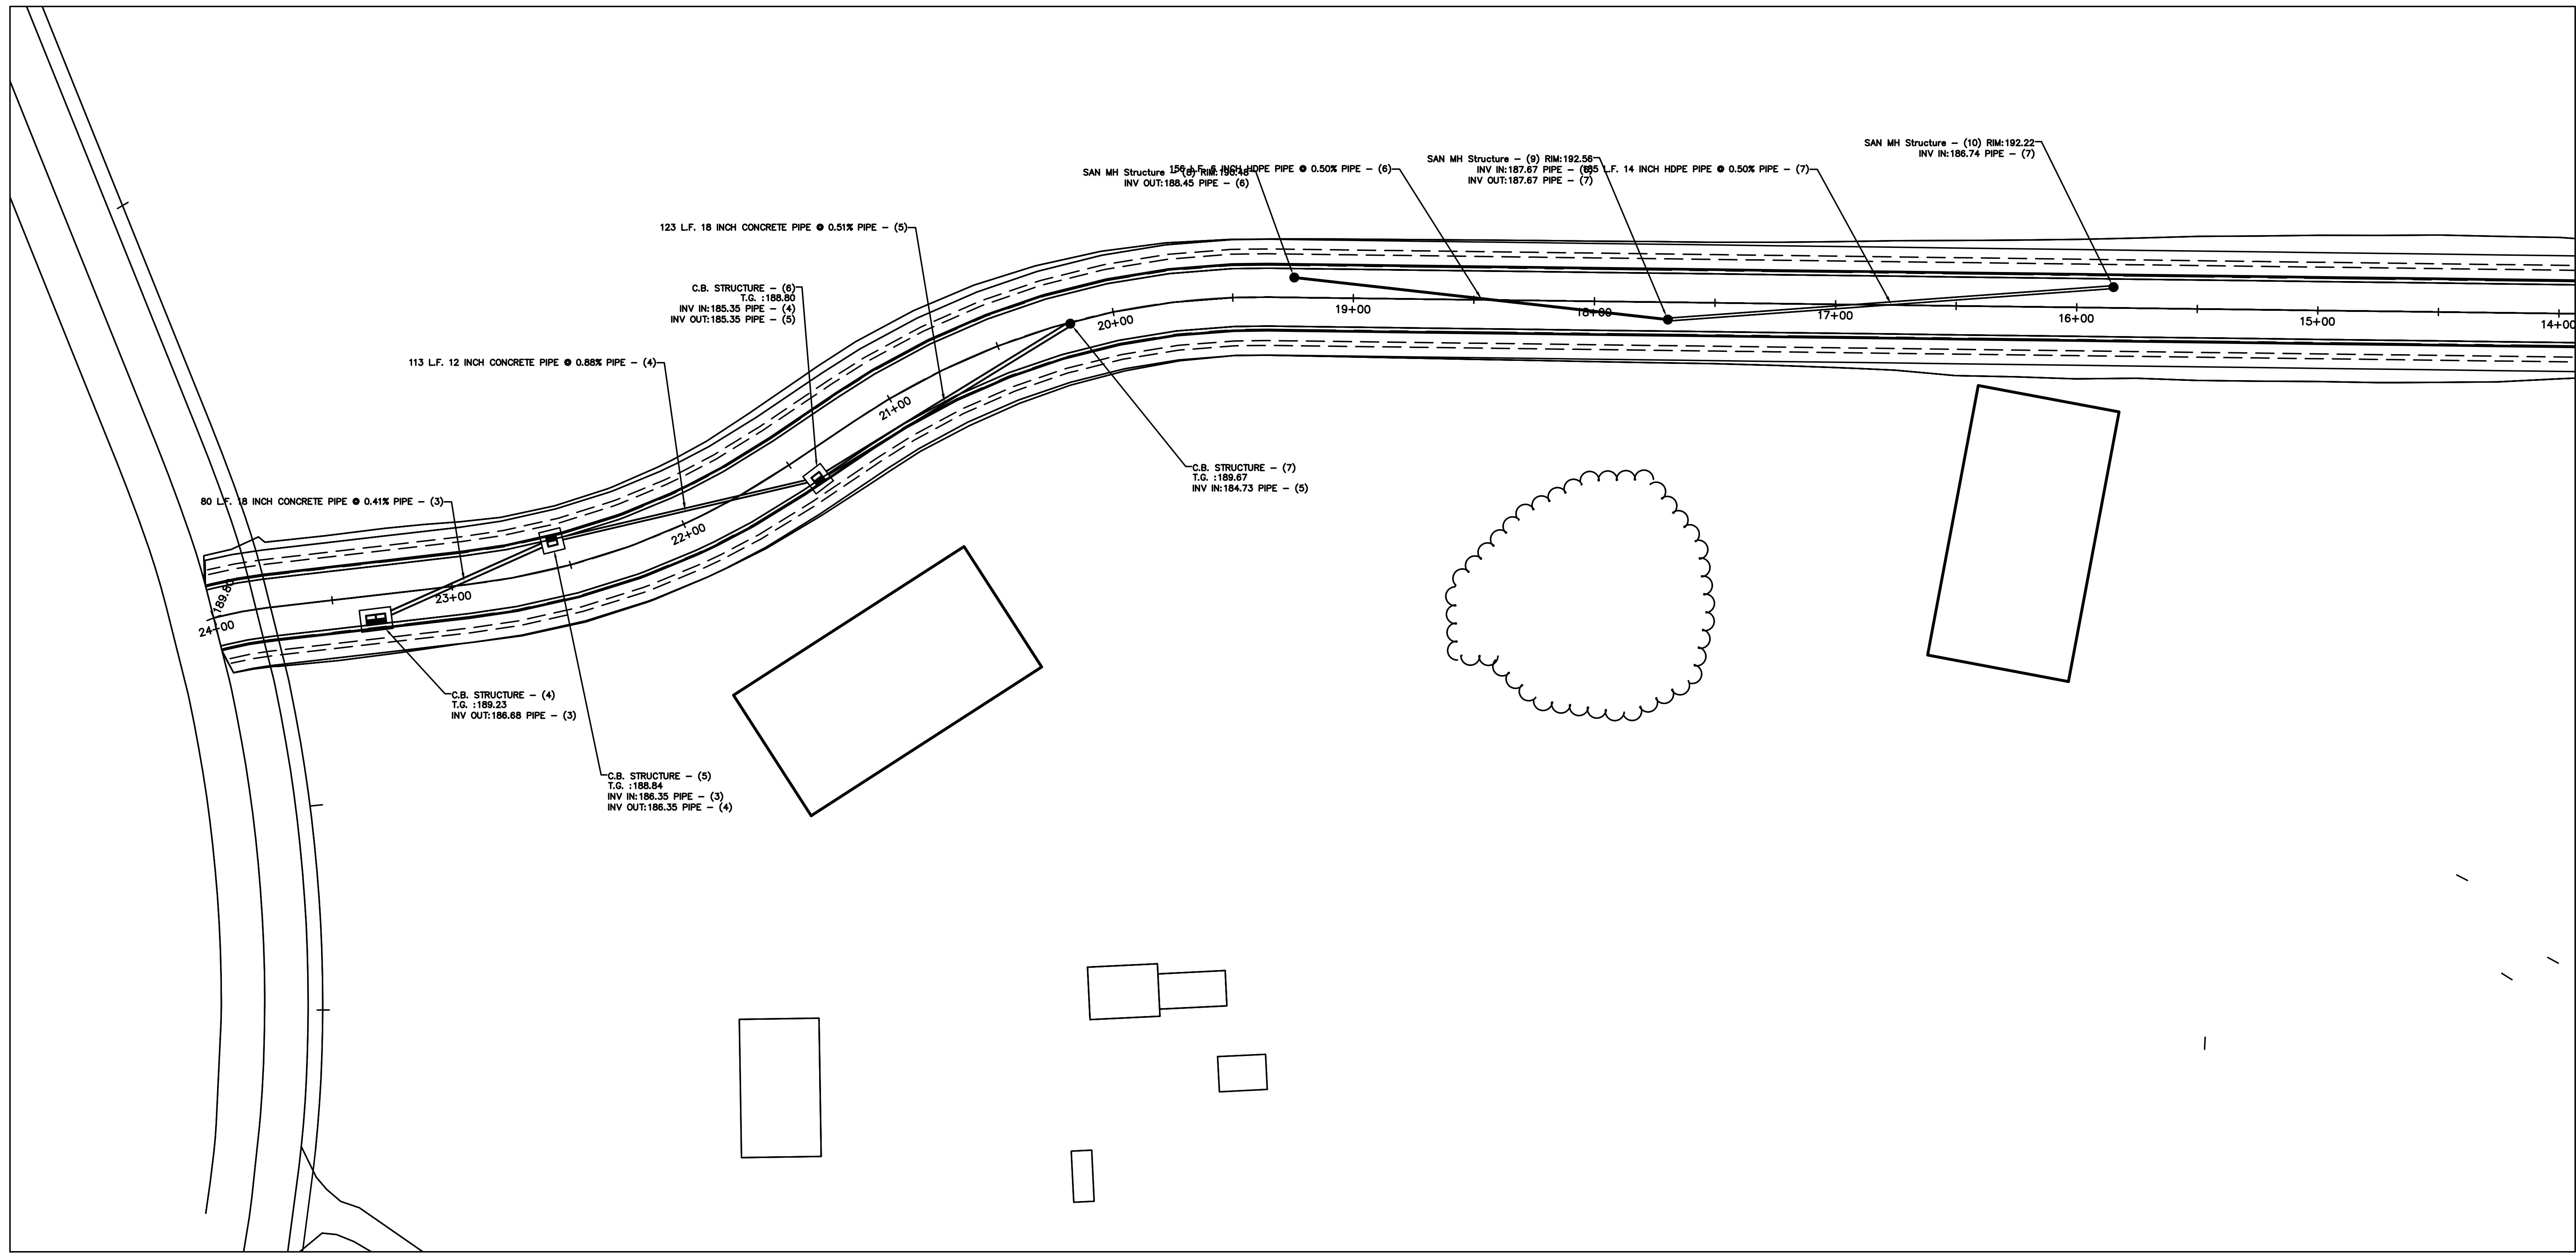 SAN MH Structure - (10) RIM:192.22
INV IN:186.74 PIPE - (7)
SAN MH Structure - (9) RIM:192.56
INV IN:187.67 PIPE -
INV OUT:187.67 PIPE - (7)
L.F. 14 INCH HDPE PIPE @ 0.50% PIPE - (7)
L.F. 6 INCH HDPE PIPE @ 0.50% PIPE - (6)
SAN MH Structure
INV OUT:188.45 PIPE - (6)
123 L.F. 18 INCH CONCRETE PIPE @ 0.51% PIPE - (5)
C.B. STRUCTURE - (6)
T.G. :188.80
INV IN:185.35 PIPE - (4)
INV OUT:185.35 PIPE - (5)
19+00
18+00
17+00
16+00
15+00
14+00
20+00
113 L.F. 12 INCH CONCRETE PIPE @ 0.88% PIPE - (4)
21+00
C.B. STRUCTURE - (7)
T.G. :189.67
INV IN:184.73 PIPE - (5)
80 L.F. 18 INCH CONCRETE PIPE @ 0.41% PIPE - (3)
22+00
23+00
24+00
C.B. STRUCTURE - (4)
T.G. :189.23
INV OUT:186.68 PIPE - (3)
C.B. STRUCTURE - (5)
T.G. :188.84
INV IN:186.35 PIPE - (3)
INV OUT:186.35 PIPE - (4)